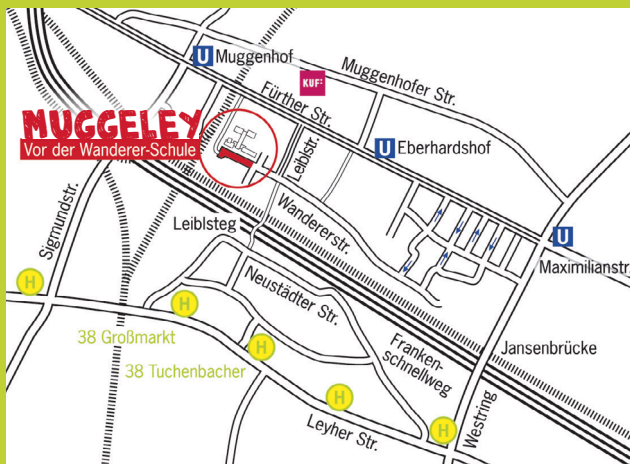 U Muggenhof
KUF:
Muggenhofer Str.
MUGGELEY
Vor der Wanderer-Schule
Fürther Str.
Leiblstr.
U Eberhardshof
Sigmundstr.
Leiblsteg
Wandererstr.
U
Maximilianstr.
H
Neustädter Str.
H
38 Großmarkt
H
38 Tuchenbacher
Franken-
schnellweg
Jansenbrücke
H
Leyher Str.
H
Westring